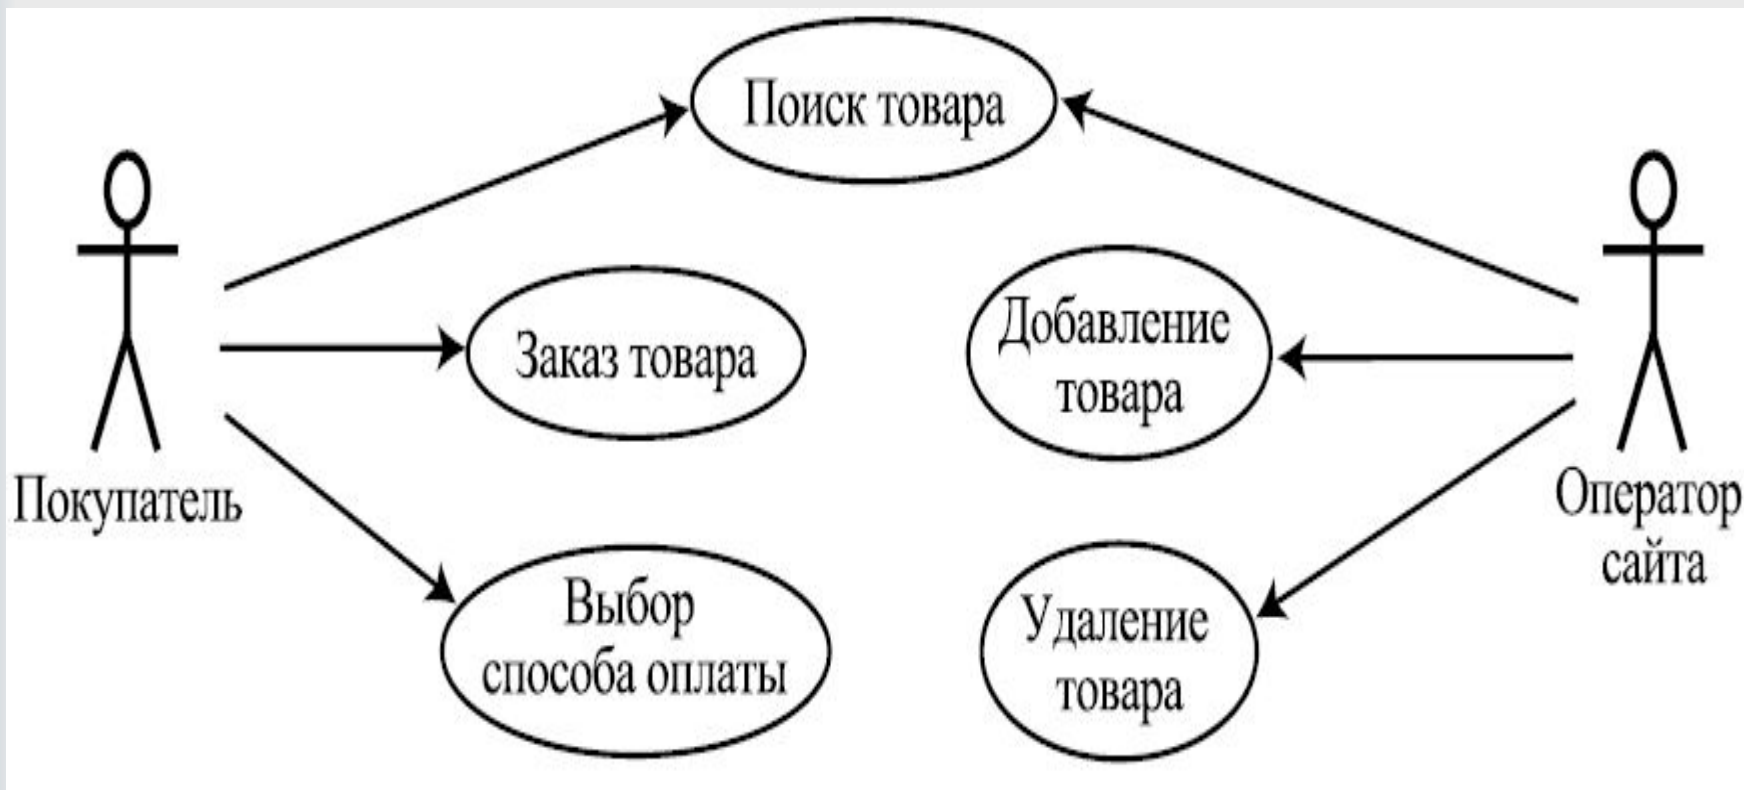 Поиск товара
Заказ товара
Добавление
товара
Покупатель
Оператор
сайта
Выбор
способа оплаты
Удаление
товара